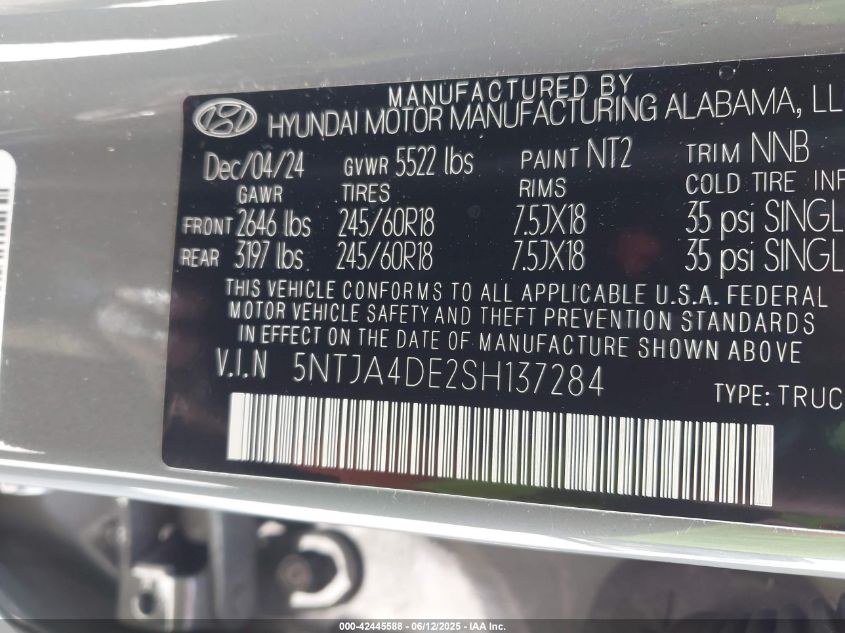 MANUFACTURED BY
HYUNDAI MOTOR MANUFACTURING ALABAMA, LL
Dec/04/24 GVWR 5522 lbs PAINT NT2 TRIM NNB
GAWR TIRES RIMS COLD TIRE INF
FRONT 2646 lbs 245/60R18 7.5JX18 35 psi SINGL
REAR 3197 lbs 245/60R18 7.5JX18 35 psi SINGL
THIS VEHICLE CONFORMS TO ALL APPLICABLE U.S.A. FEDERAL
MOTOR VEHICLE SAFETY AND THEFT PREVENTION STANDARDS
IN EFFECT ON THE DATE OF MANUFACTURE SHOWN ABOVE
V.I.N 5NTJA4DE2SH137284
TYPE: TRUC
000-42445588 - 06/12/2025 - © IAA Inc.